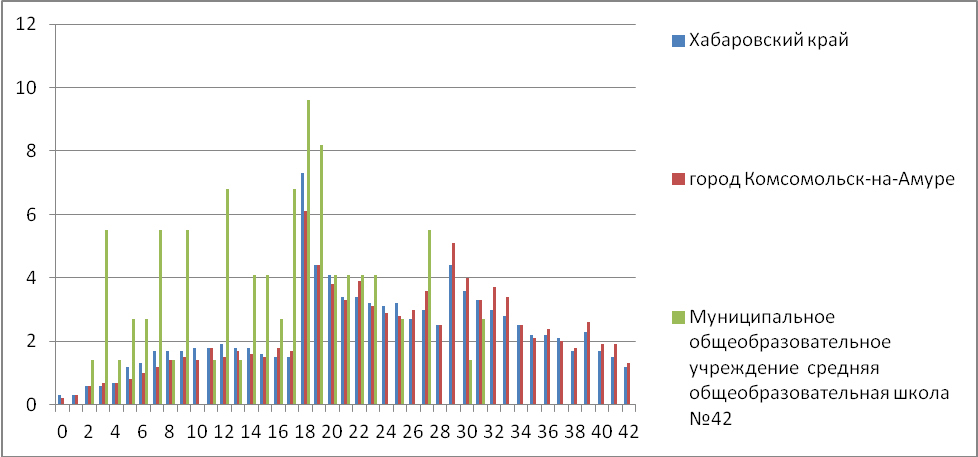 12
10
8
6
4
2
0
0 2 4 6 8 10 12 14 16 18 20 22 24 26 28 30 32 34 36 38 40 42
Хабаровский край
город Комсомольск-на-Амуре
Муниципальное
общеобразовательное
учреждение средняя
общеобразовательная школа
№42